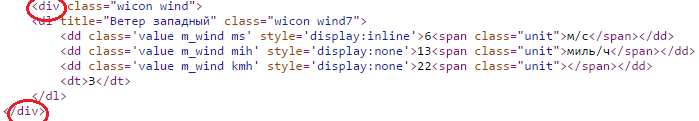 <div class="wicon wind">
<dl title="Ветер западный" class="wicon wind7">
<dd class='value m_wind ms' style='display:inline'>6<span class="unit">м/с</span></dd>
<dd class='value m_wind mih' style='display:none'>13<span class="unit">миль/ч</span></dd>
<dd class='value m_wind kmh' style='display:none'>22<span class="unit"></span></dd>
<dt>З</dt>
</dl>
</div>